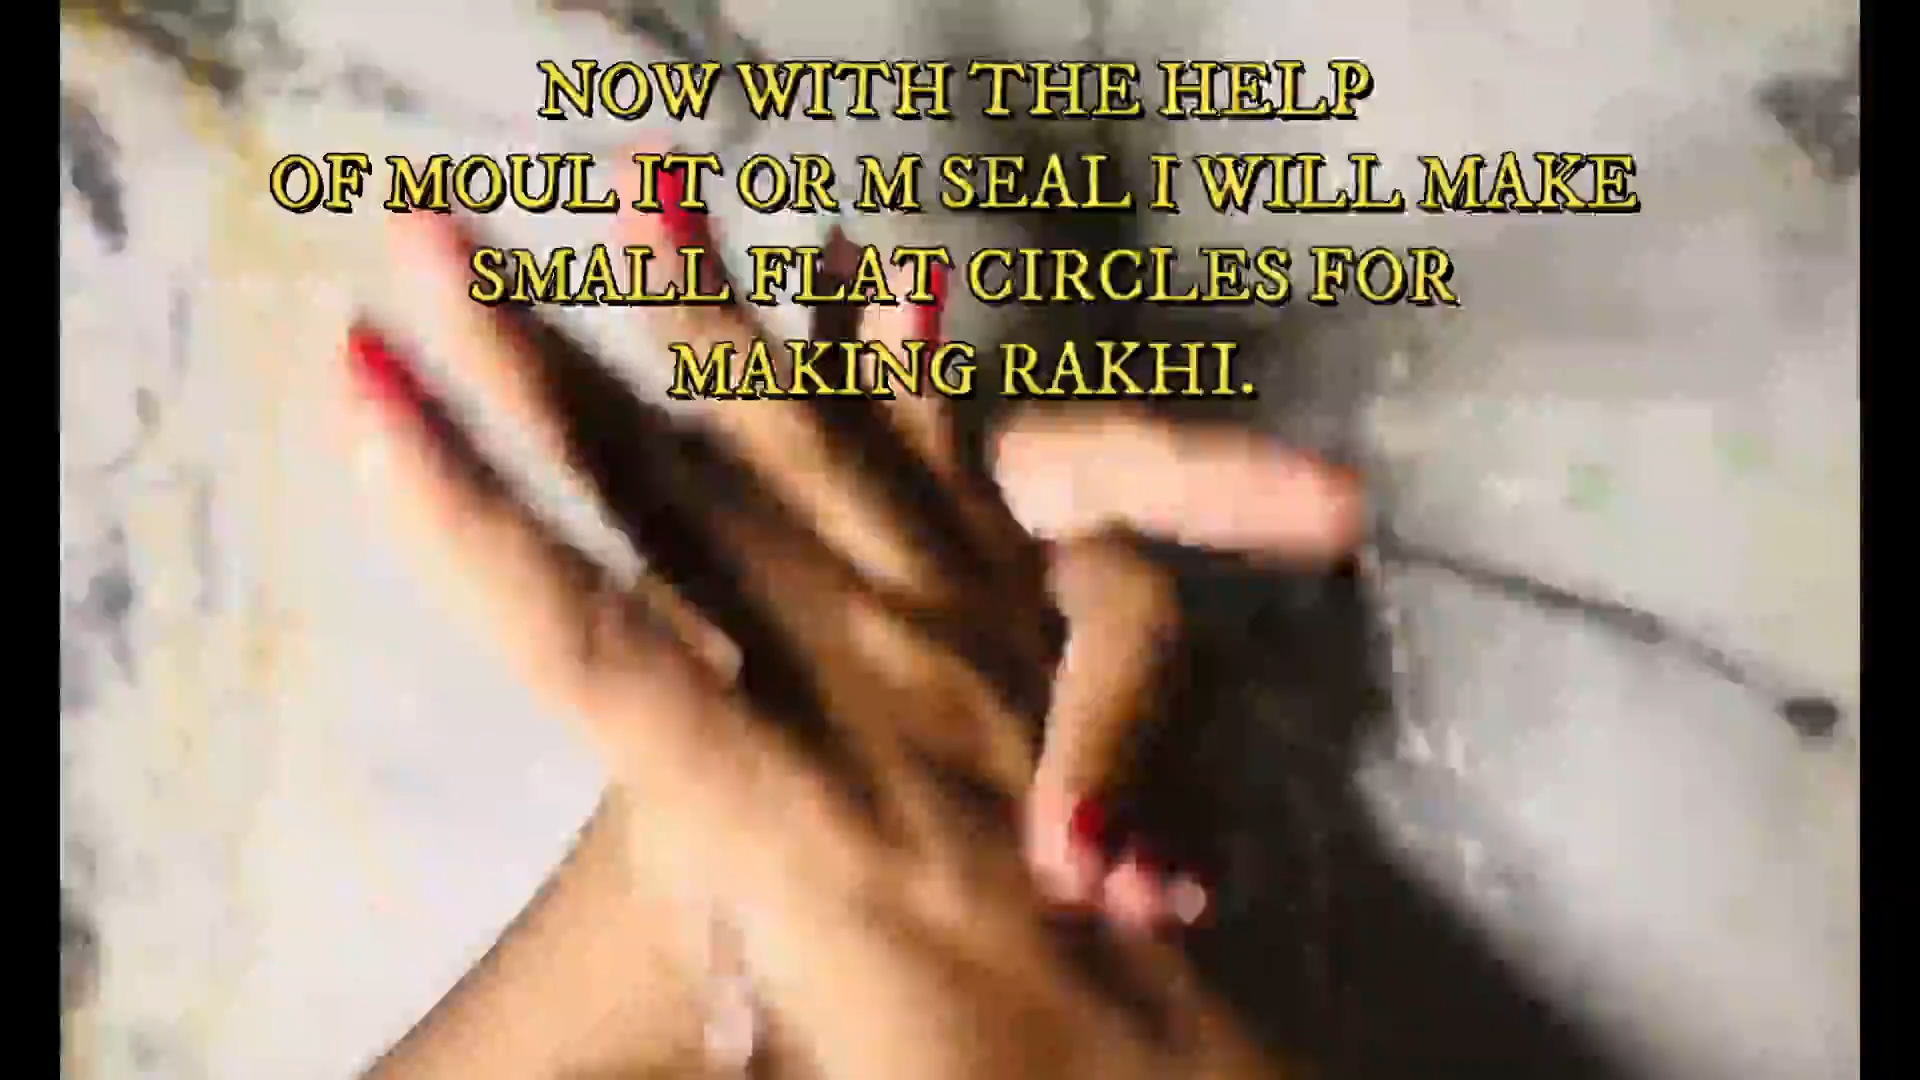 NOW WITH THE HELP
OF MOUL IT OR M SEAL I WILL MAKE
SMALL FLAT CIRCLES FOR
MAKING RAKHI.